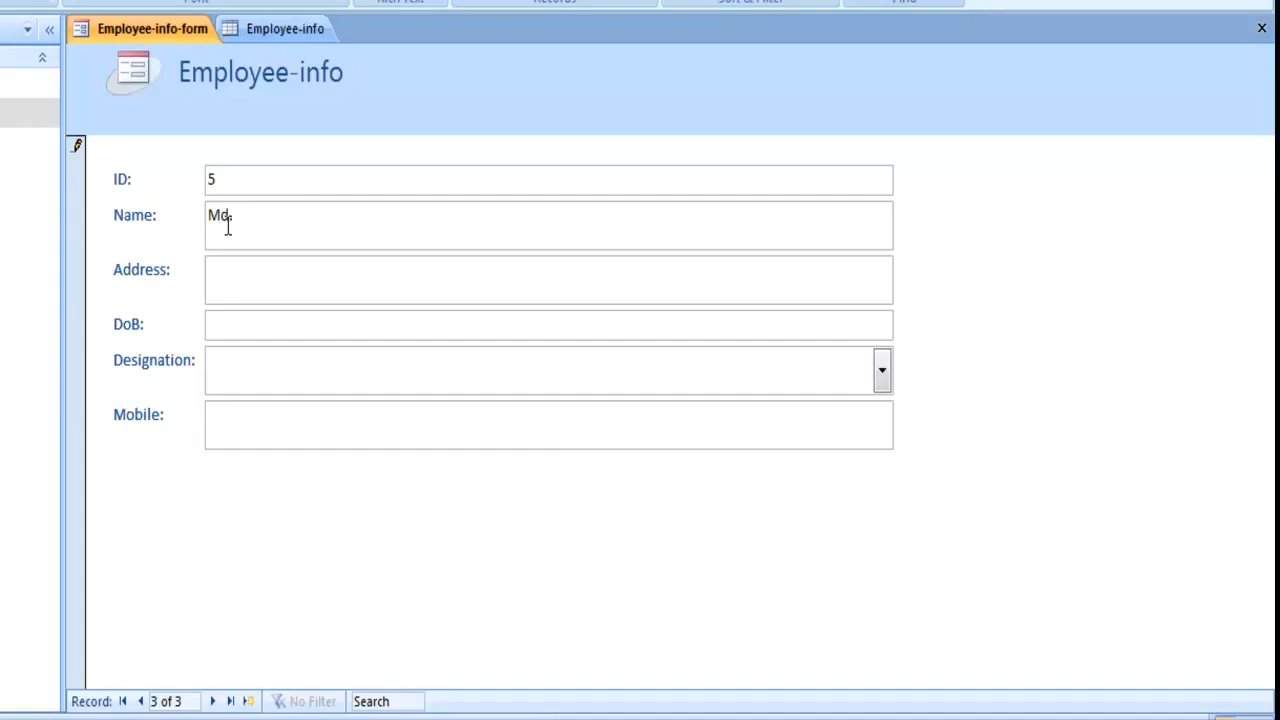 Employee-info-form
Employee-info
Employee-info
ID:
5
Name:
Address:
DoB:
Designation:
Mobile:
Record:
3 of 3
No Filter
Search